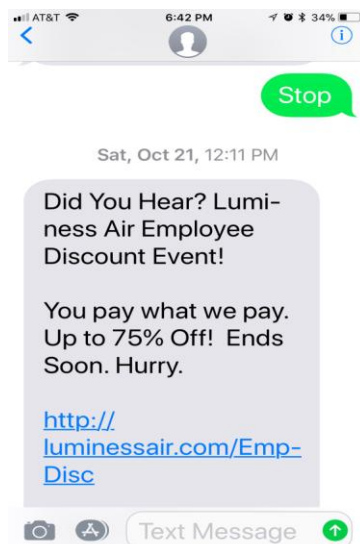 AT&T 6:42 PM 34%
Stop
Sat, Oct 21, 12:11 PM
Did You Hear? Lumi-
ness Air Employee
Discount Event!
You pay what we pay.
Up to 75% Off!  Ends
Soon. Hurry.
http://
luminessair.com/Emp-
Disc
Text Message